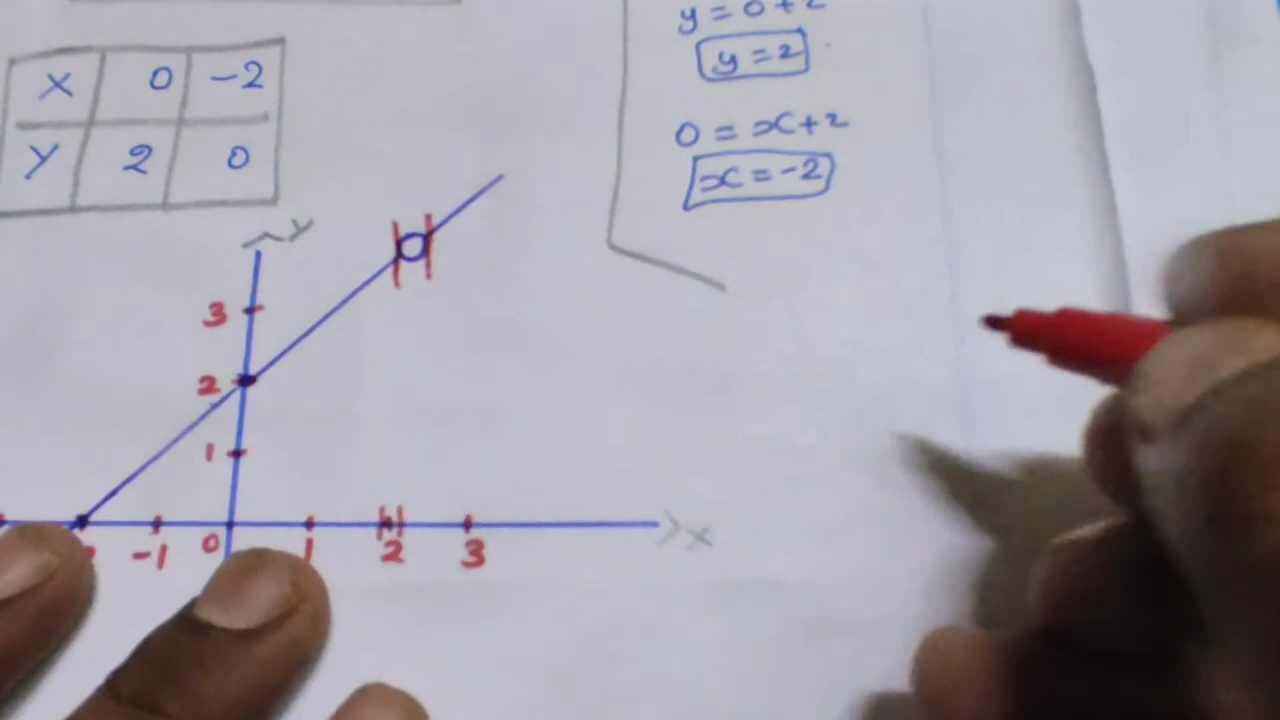 y = 0 + 2
y = 2
0 = x + 2
x = -2
X 0 -2
Y 2 0
Y
3
2
1
-1 0 1 2 3 X